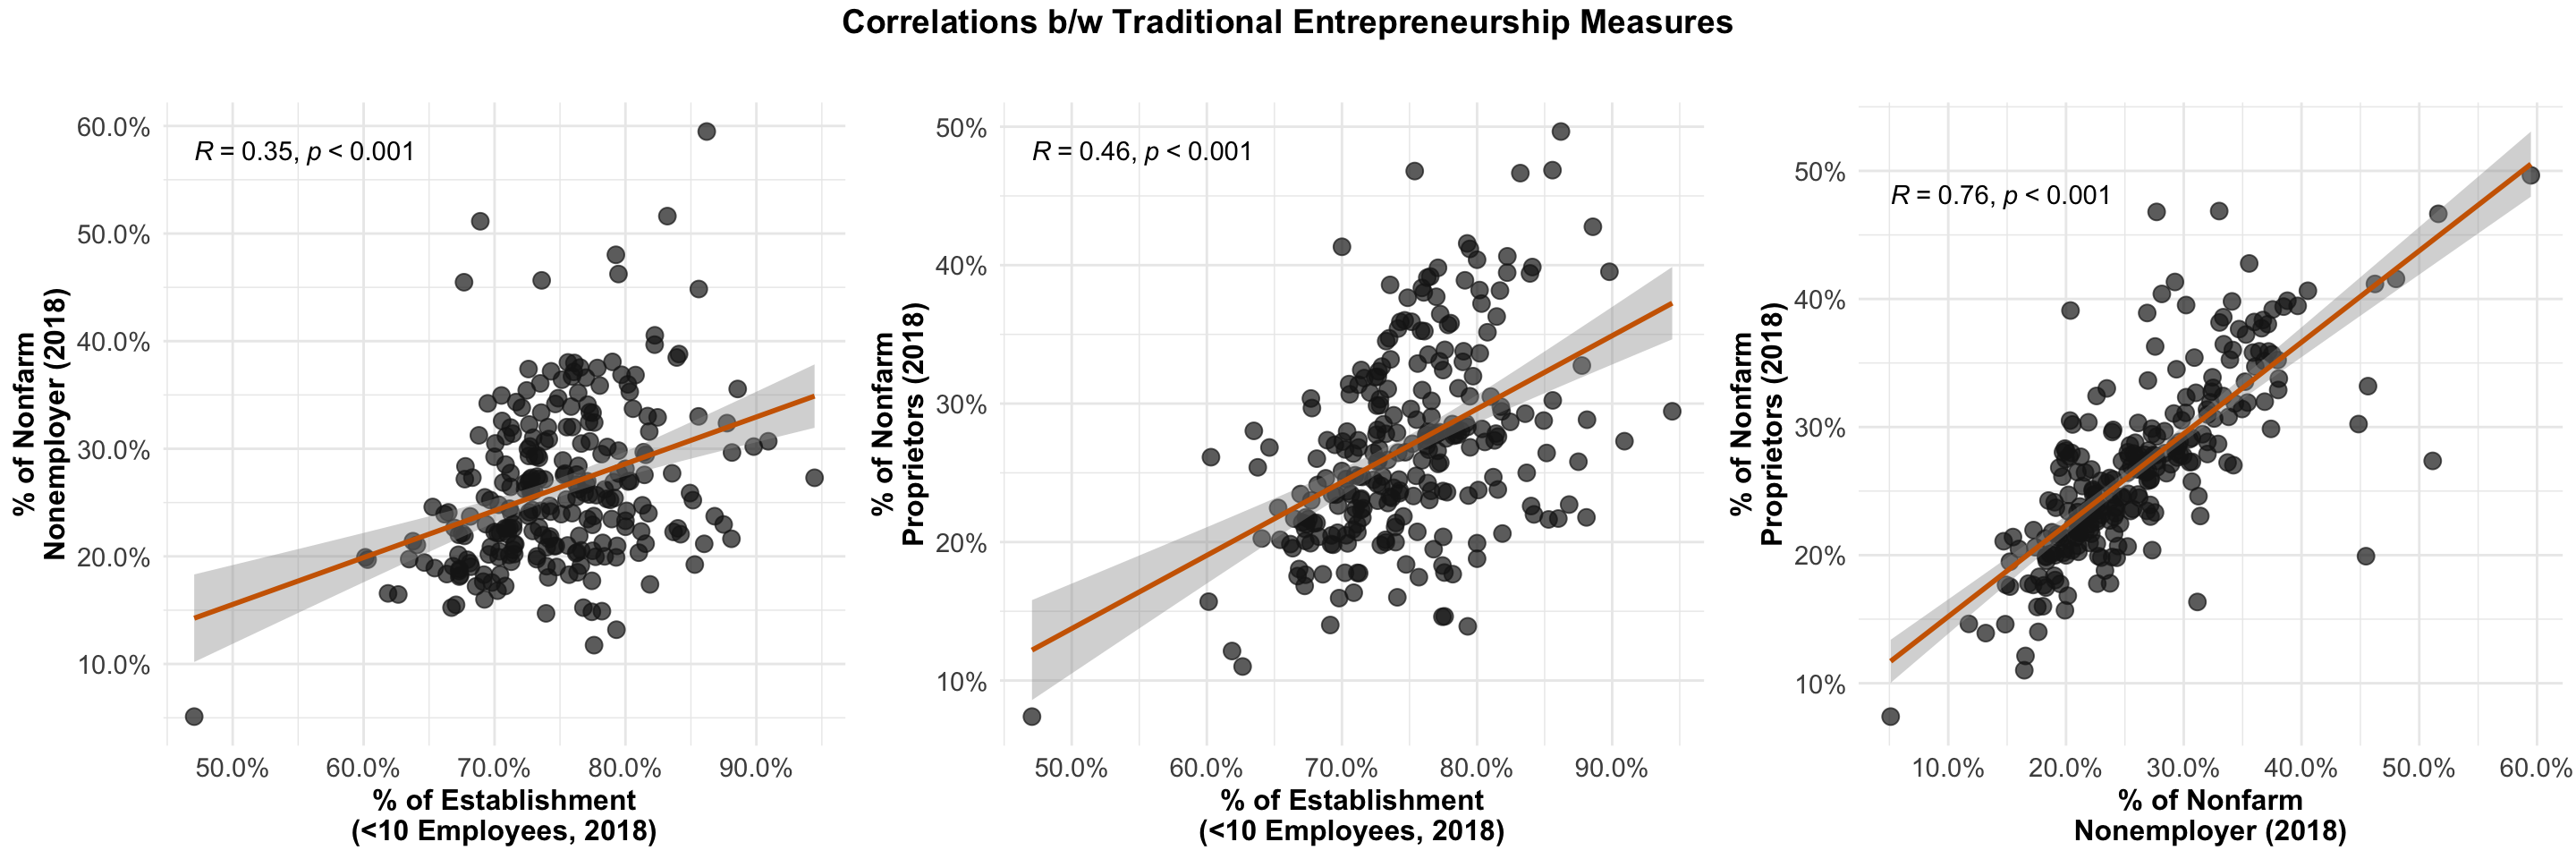 Correlations b/w Traditional Entrepreneurship Measures
% of Nonfarm
Nonemployer (2018)
60.0%
50.0%
40.0%
30.0%
20.0%
10.0%
R = 0.35, p < 0.001
50.0% 60.0% 70.0% 80.0% 90.0%
% of Establishment
(<10 Employees, 2018)
% of Nonfarm
Proprietors (2018)
50%
40%
30%
20%
10%
R = 0.46, p < 0.001
50.0% 60.0% 70.0% 80.0% 90.0%
% of Establishment
(<10 Employees, 2018)
% of Nonfarm
Proprietors (2018)
50%
40%
30%
20%
10%
R = 0.76, p < 0.001
10.0% 20.0% 30.0% 40.0% 50.0% 60.0%
% of Nonfarm
Nonemployer (2018)